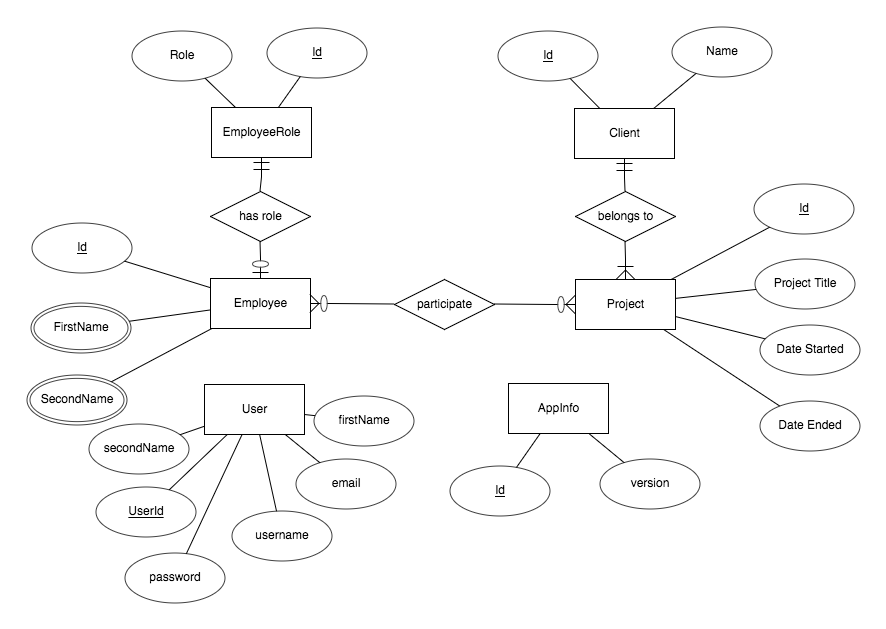 Role
Id
Id
Name
EmployeeRole
Client
has role
belongs to
Id
Id
Project Title
Employee
participate
Project
FirstName
Date Started
SecondName
User
AppInfo
firstName
Date Ended
secondName
email
Id
version
UserId
username
password